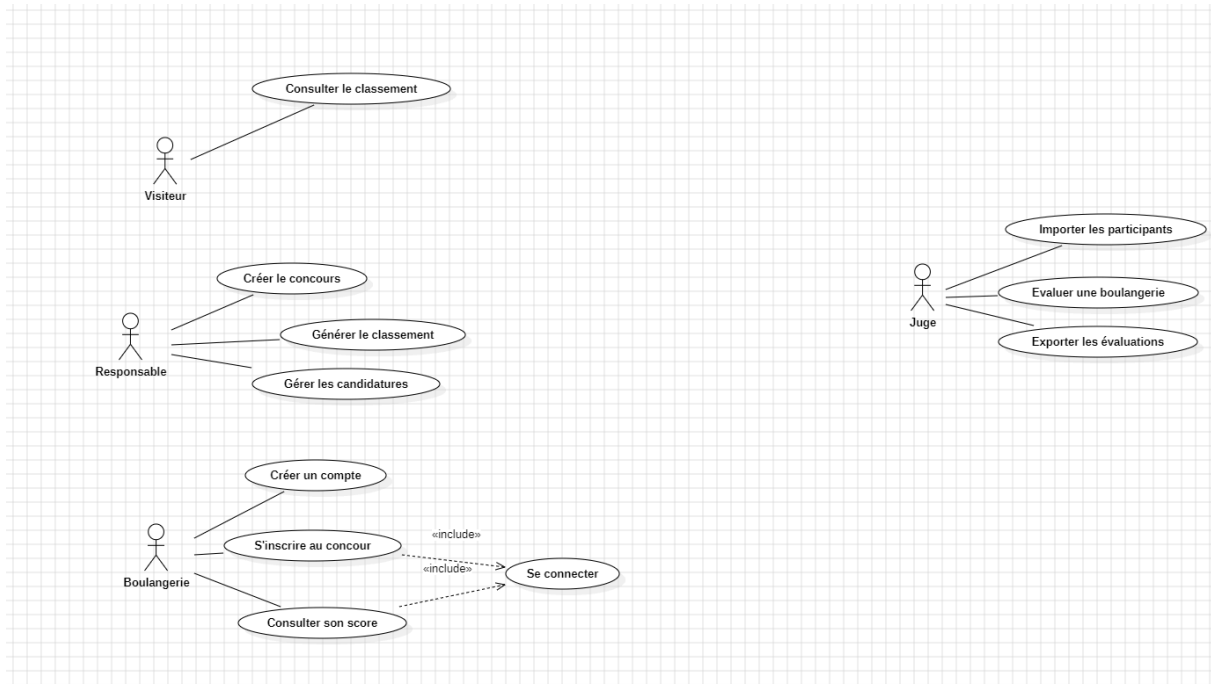 Consulter le classement
Visiteur
Importer les participants
Créer le concours
Evaluer une boulangerie
Juge
Générer le classement
Exporter les évaluations
Responsable
Gérer les candidatures
Créer un compte
«include»
S'inscrire au concour
«include»
Se connecter
Boulangerie
Consulter son score